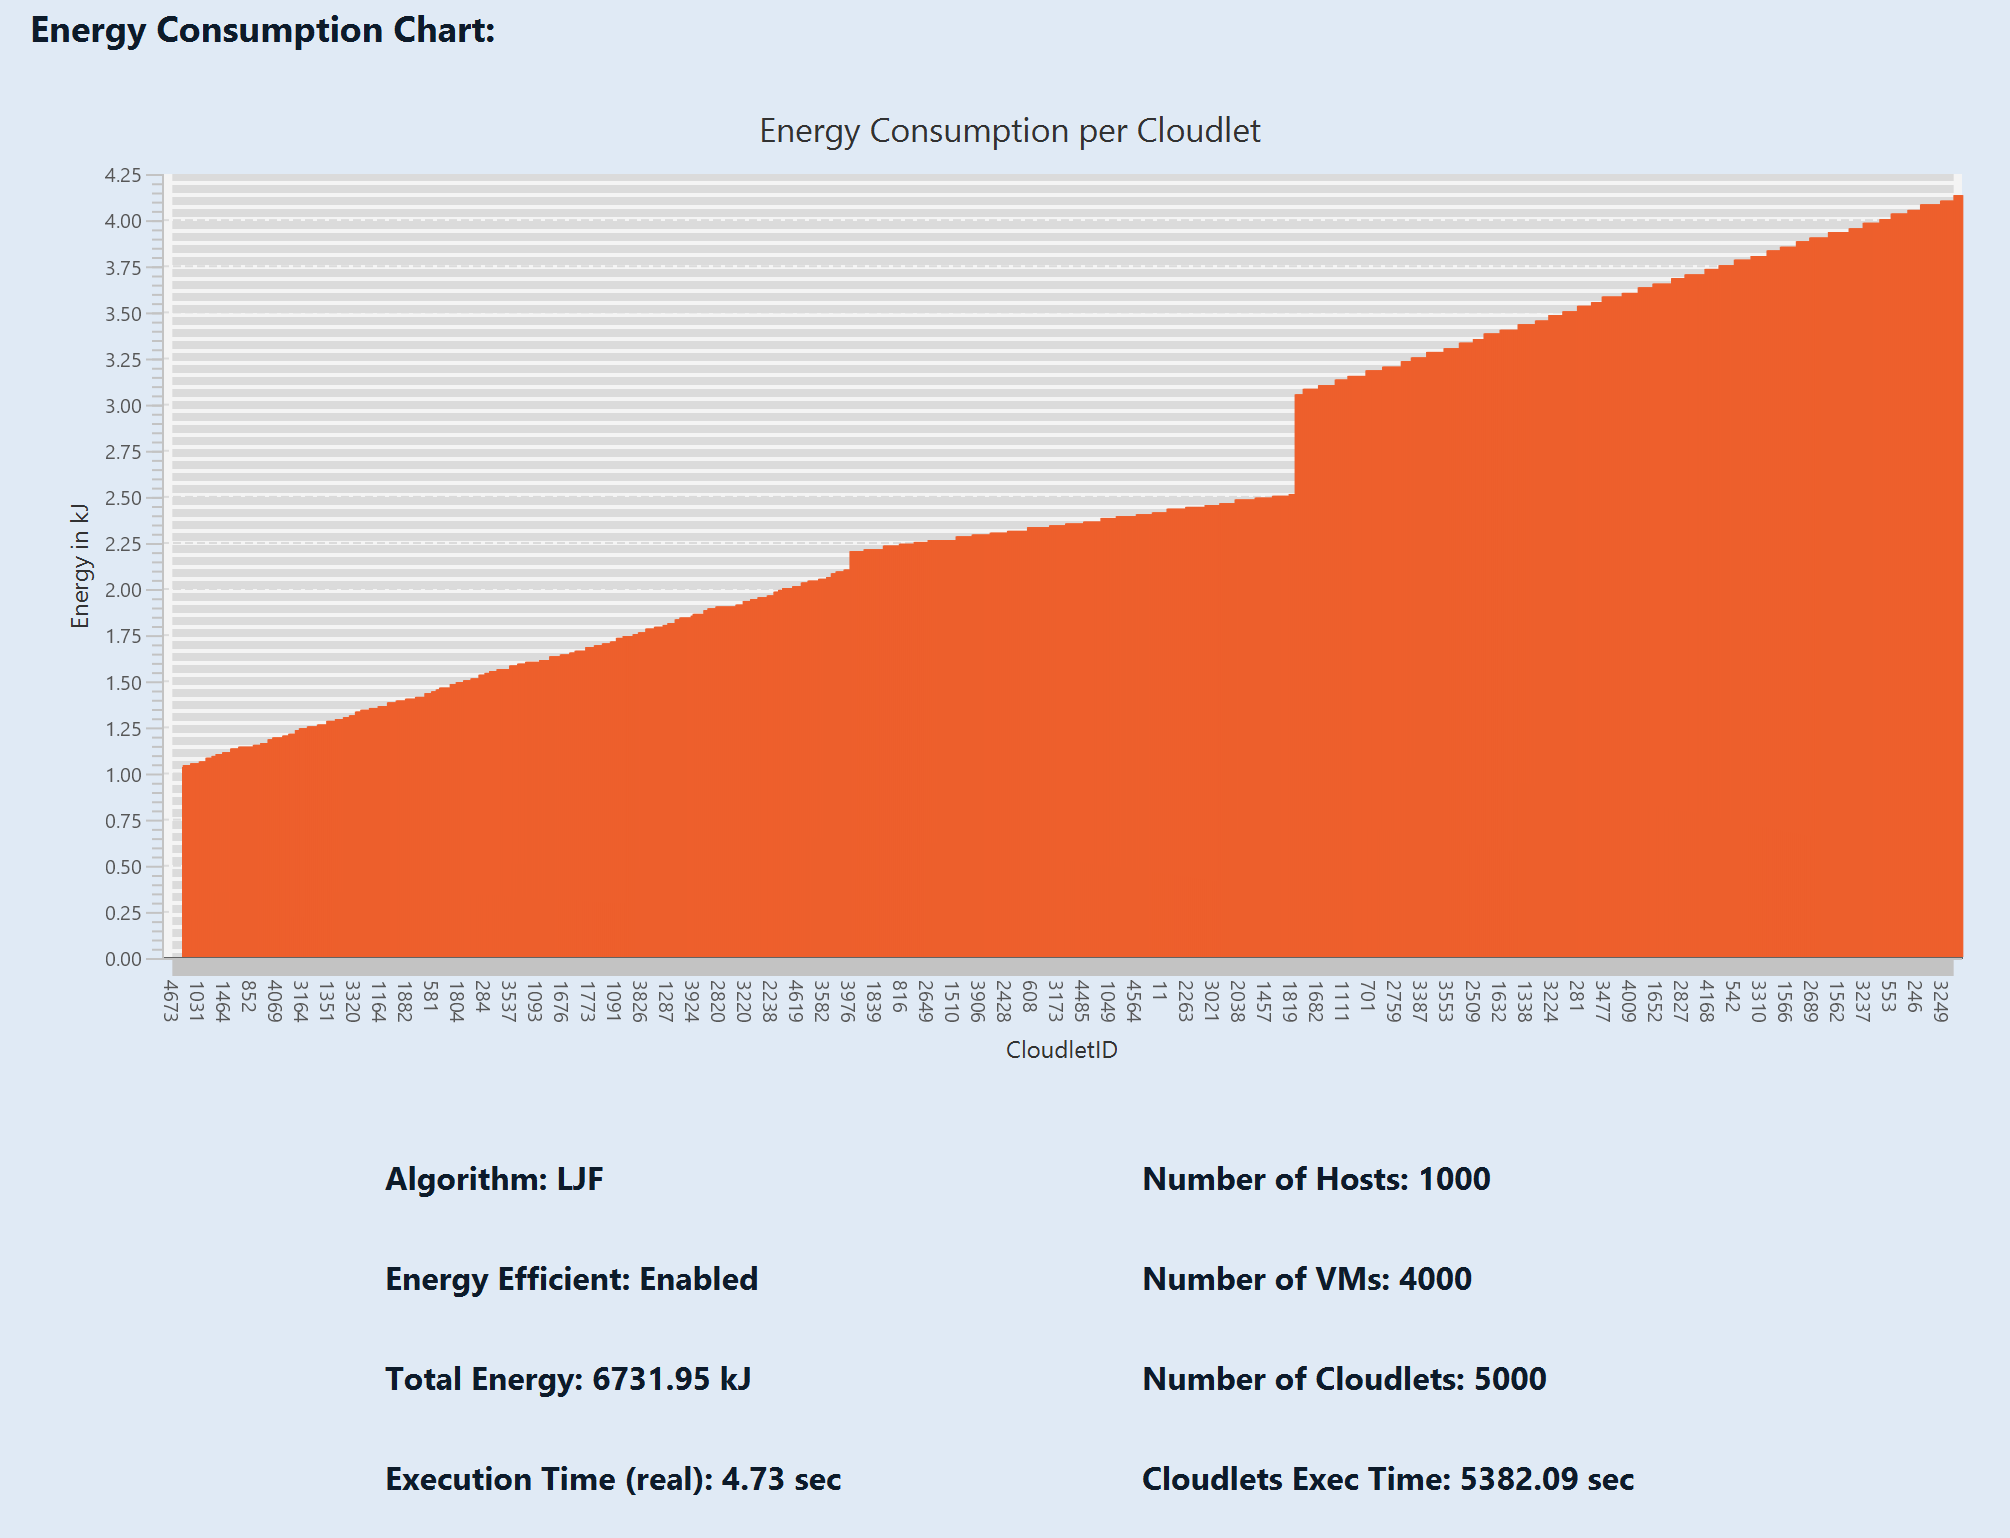 Energy Consumption Chart:
Energy Consumption per Cloudlet
4.25
4.00
3.75
3.50
3.25
3.00
2.75
2.50
2.25
2.00
1.75
1.50
1.25
1.00
0.75
0.50
0.25
0.00
Energy in kJ
4673 1031 1464 852 4069 3164 1351 3320 1164 1882 581 1804 284 3537 1093 1676 1773 1091 3826 1287 3924 2820 3220 2238 4619 3582 3976 1839 816 2649 1510 3906 2428 608 3173 4485 1049 4564 11 2263 3021 2038 1457 1819 1682 1111 701 2759 3387 3553 2509 1632 1338 3224 281 3477 4009 1652 2827 4168 542 3310 1566 2689 1562 3237 553 246 3249
CloudletID
Algorithm: LJF
Number of Hosts: 1000
Energy Efficient: Enabled
Number of VMs: 4000
Total Energy: 6731.95 kJ
Number of Cloudlets: 5000
Execution Time (real): 4.73 sec
Cloudlets Exec Time: 5382.09 sec